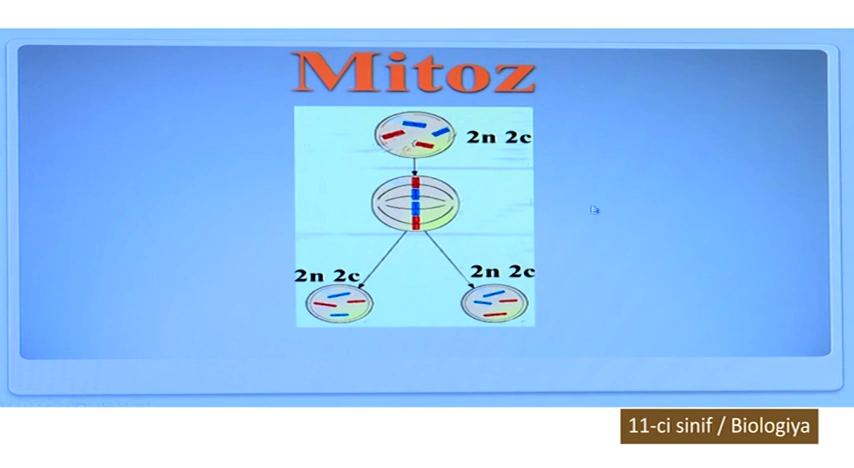 Mitoz
2n 2c
2n 2c
2n 2c
11-ci sinif / Biologiya